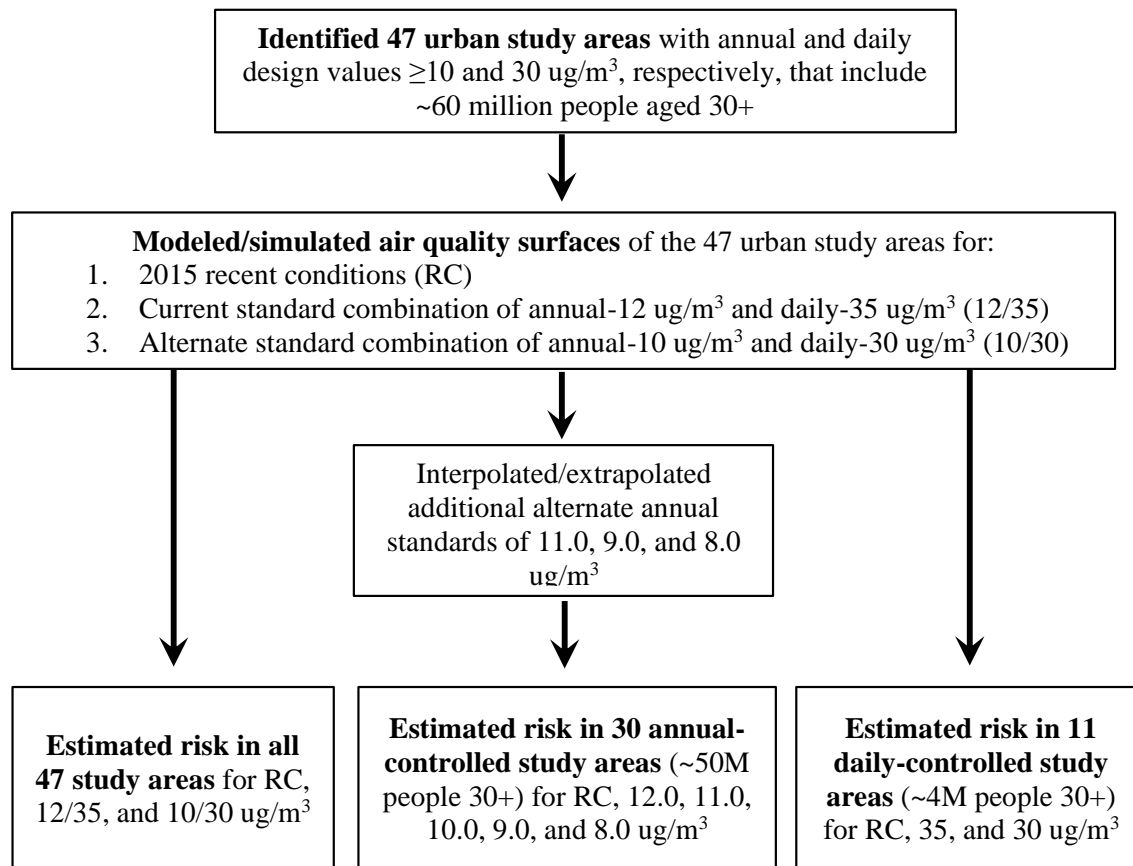 Identified 47 urban study areas with annual and daily
design values ≥10 and 30 ug/m³, respectively, that include
~60 million people aged 30+
Modeled/simulated air quality surfaces of the 47 urban study areas for:
1. 2015 recent conditions (RC)
2. Current standard combination of annual-12 ug/m³ and daily-35 ug/m³ (12/35)
3. Alternate standard combination of annual-10 ug/m³ and daily-30 ug/m³ (10/30)
Interpolated/extrapolated
additional alternate annual
standards of 11.0, 9.0, and 8.0
ug/m³
Estimated risk in all
47 study areas for RC,
12/35, and 10/30 ug/m³
Estimated risk in 30 annual-
controlled study areas (~50M
people 30+) for RC, 12.0, 11.0,
10.0, 9.0, and 8.0 ug/m³
Estimated risk in 11
daily-controlled study
areas (~4M people 30+)
for RC, 35, and 30 ug/m³